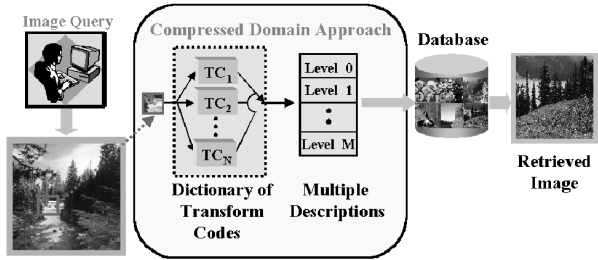 Image Query
Compressed Domain Approach
Database
TC1
TC2
TCN
Level 0
Level 1
Level M
Dictionary of
Transform
Codes
Multiple
Descriptions
Retrieved
Image